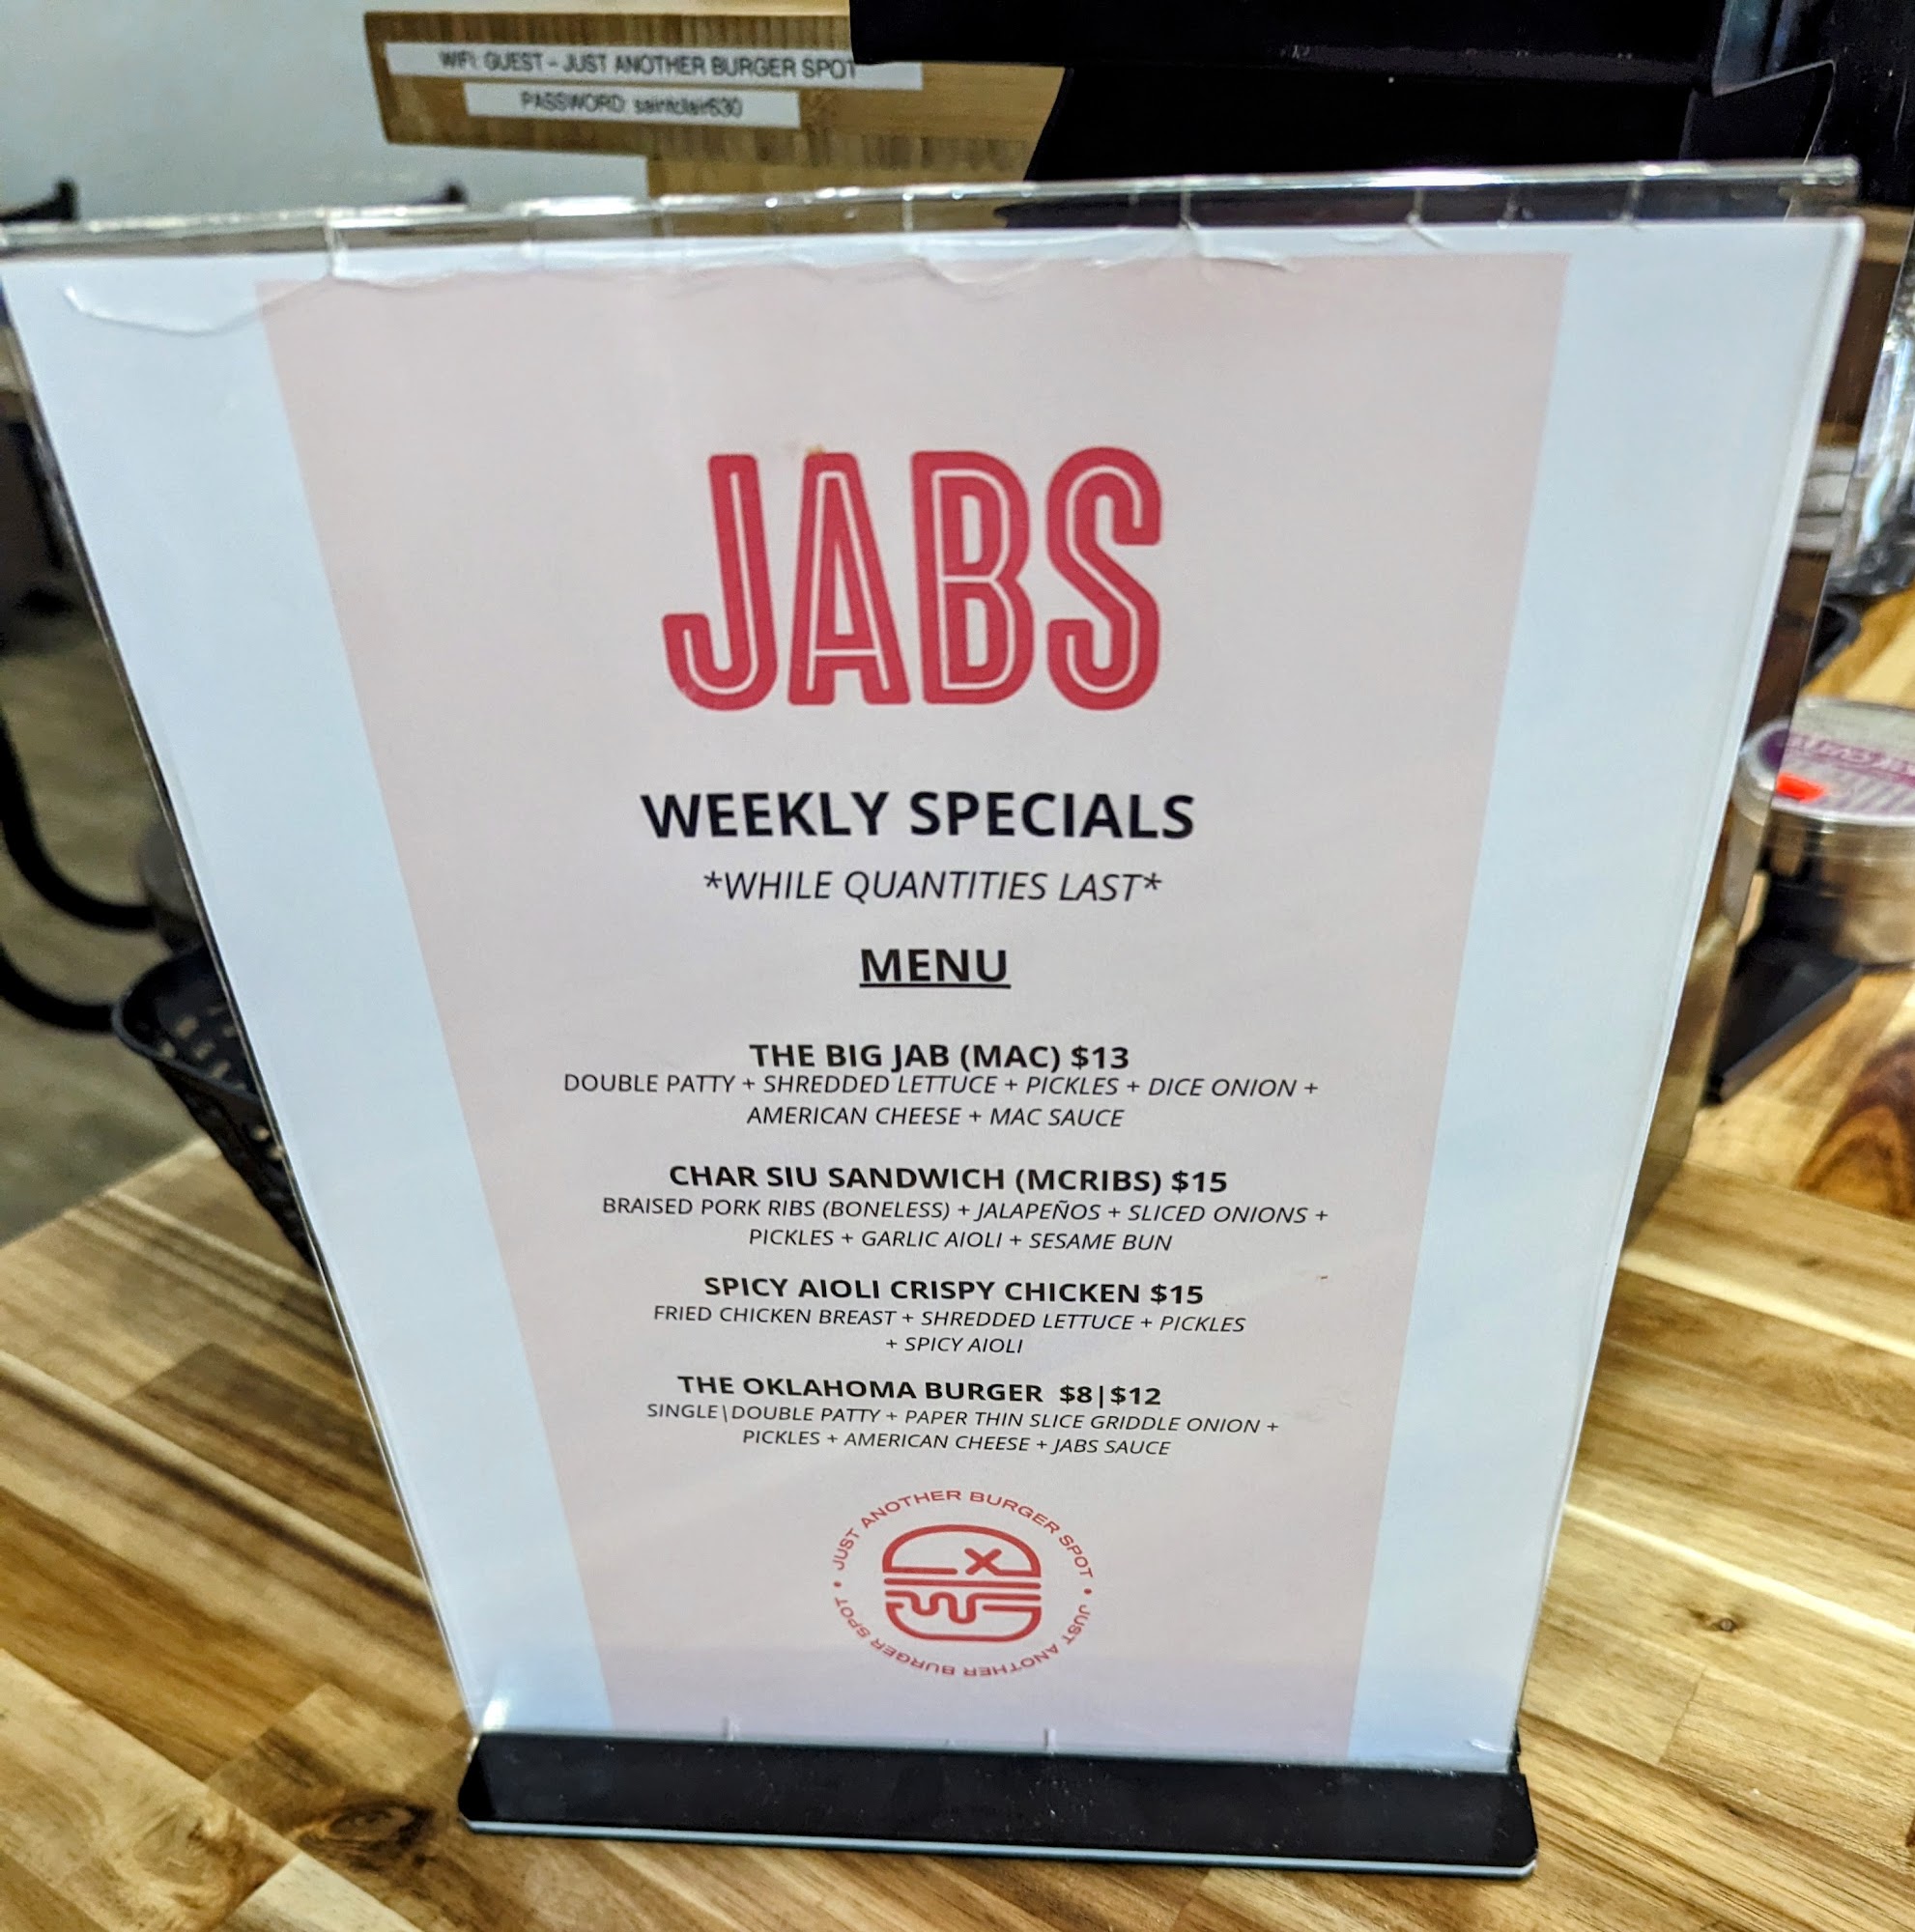 WIFI: GUEST - JUST ANOTHER BURGER SPOT
PASSWORD: saintclair630
JABS
WEEKLY SPECIALS
*WHILE QUANTITIES LAST*
MENU
THE BIG JAB (MAC) $13
DOUBLE PATTY + SHREDDED LETTUCE + PICKLES + DICE ONION +
AMERICAN CHEESE + MAC SAUCE
CHAR SIU SANDWICH (MCRIBS) $15
BRAISED PORK RIBS (BONELESS) + JALAPEÑOS + SLICED ONIONS +
PICKLES + GARLIC AIOLI + SESAME BUN
SPICY AIOLI CRISPY CHICKEN $15
FRIED CHICKEN BREAST + SHREDDED LETTUCE + PICKLES
+ SPICY AIOLI
THE OKLAHOMA BURGER $8|$12
SINGLE\DOUBLE PATTY + PAPER THIN SLICE GRIDDLE ONION +
PICKLES + AMERICAN CHEESE + JABS SAUCE
JUST ANOTHER BURGER SPOT • JUST ANOTHER BURGER SPOT •